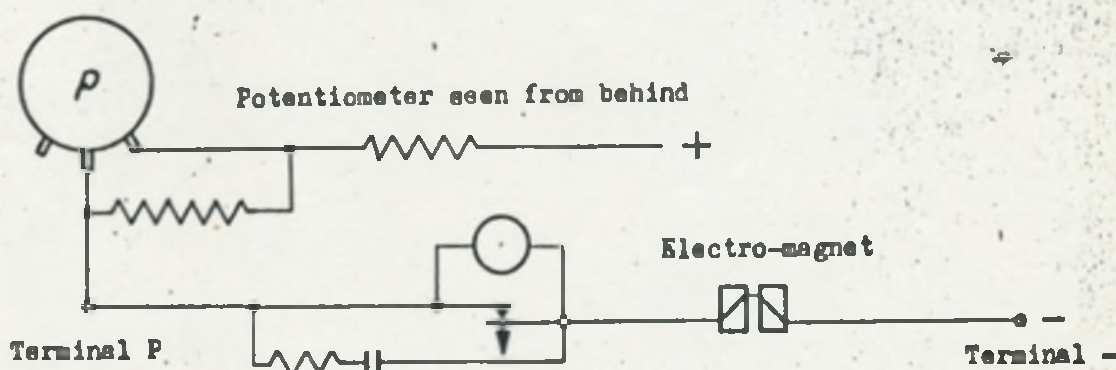 P
Potentiometer seen from behind
+
Electro-magnet
-
Terminal P
Terminal -